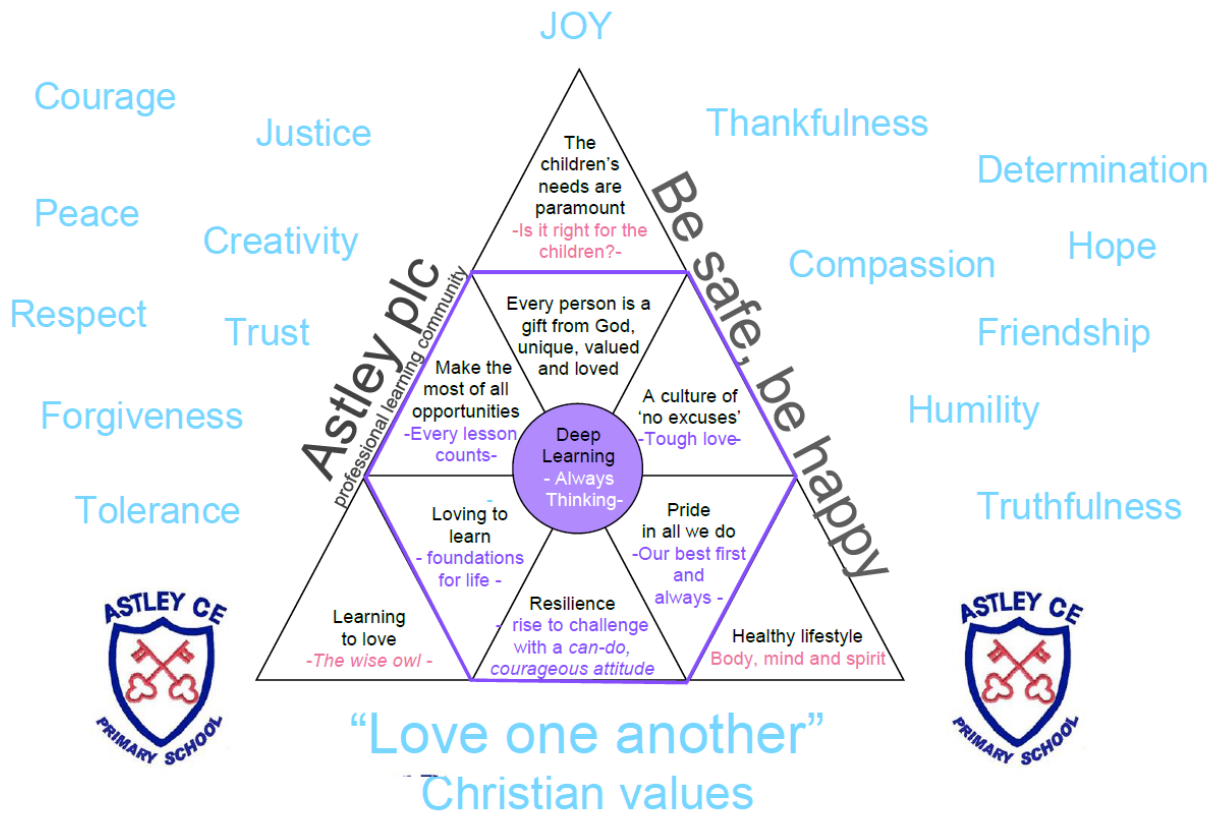 JOY
Courage
Justice
Thankfulness
Determination
Peace
Creativity
Hope
Compassion
Respect
Trust
Friendship
Forgiveness
Humility
Tolerance
Truthfulness
Astley plc
professional learning community
Be safe, be happy
The
children's
needs are
paramount
-Is it right for the
children?-
Every person is a
gift from God,
unique, valued
and loved
Make the
most of all
opportunities
-Every lesson
counts-
A culture of
‘no excuses’
-Tough love-
Deep
Learning
- Always
Thinking-
-
Loving to
learn
- foundations
for life -
Pride
in all we do
-Our best first
and
always -
Learning
to love
-The wise owl -
Resilience
- rise to challenge
with a can-do,
courageous attitude
Healthy lifestyle
Body, mind and spirit
ASTLEY CE
PRIMARY SCHOOL
ASTLEY CE
PRIMARY SCHOOL
“Love one another”
Christian values